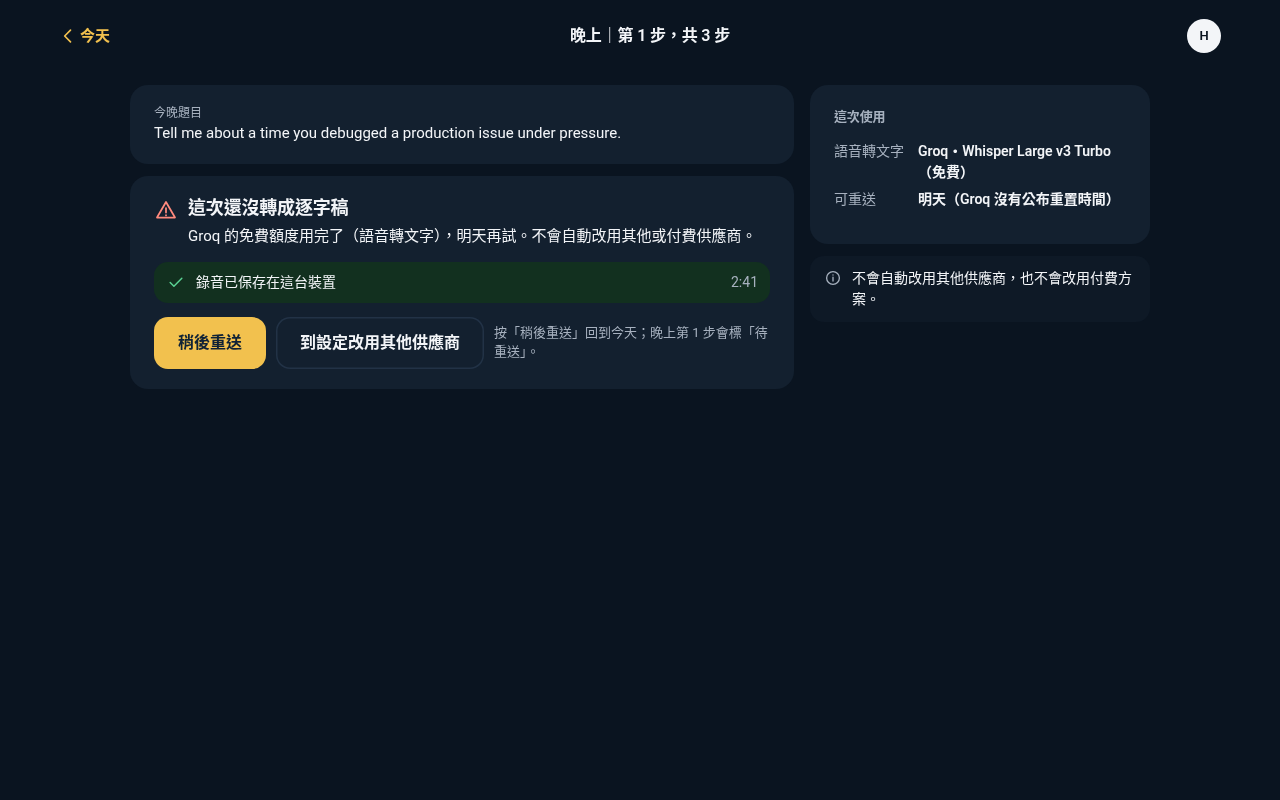 今天
晚上｜第 1 步，共 3 步
H
今晚題目
Tell me about a time you debugged a production issue under pressure.
這次還沒轉成逐字稿
Groq 的免費額度用完了（語音轉文字），明天再試。不會自動改用其他或付費供應商。
錄音已保存在這台裝置
2:41
稍後重送
到設定改用其他供應商
按「稍後重送」回到今天；晚上第 1 步會標「待
重送」。
這次使用
語音轉文字
Groq・Whisper Large v3 Turbo
（免費）
可重送
明天（Groq 沒有公布重置時間）
不會自動改用其他供應商，也不會改用付費方
案。